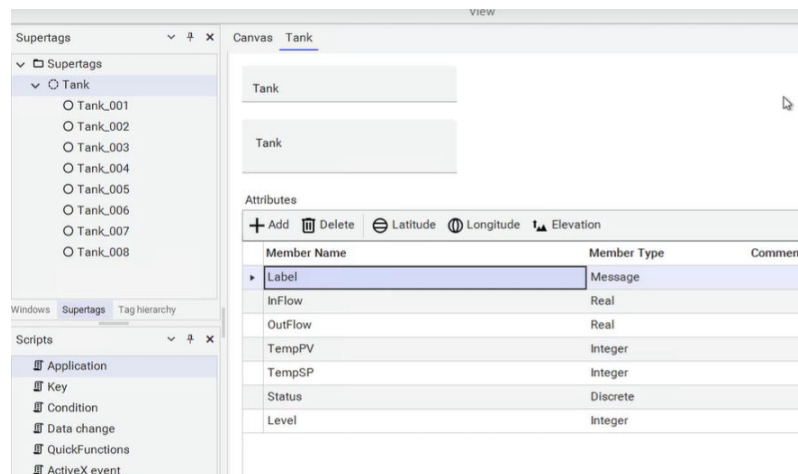 View
Supertags
Supertags
Tank
Tank_001
Tank_002
Tank_003
Tank_004
Tank_005
Tank_006
Tank_007
Tank_008
Windows Supertags Tag hierarchy
Scripts
Application
Key
Condition
Data change
QuickFunctions
ActiveX event
Canvas Tank
Tank
Tank
Attributes
Add Delete Latitude Longitude Elevation
Member Name Member Type Commen
Label Message
InFlow Real
OutFlow Real
TempPV Integer
TempSP Integer
Status Discrete
Level Integer